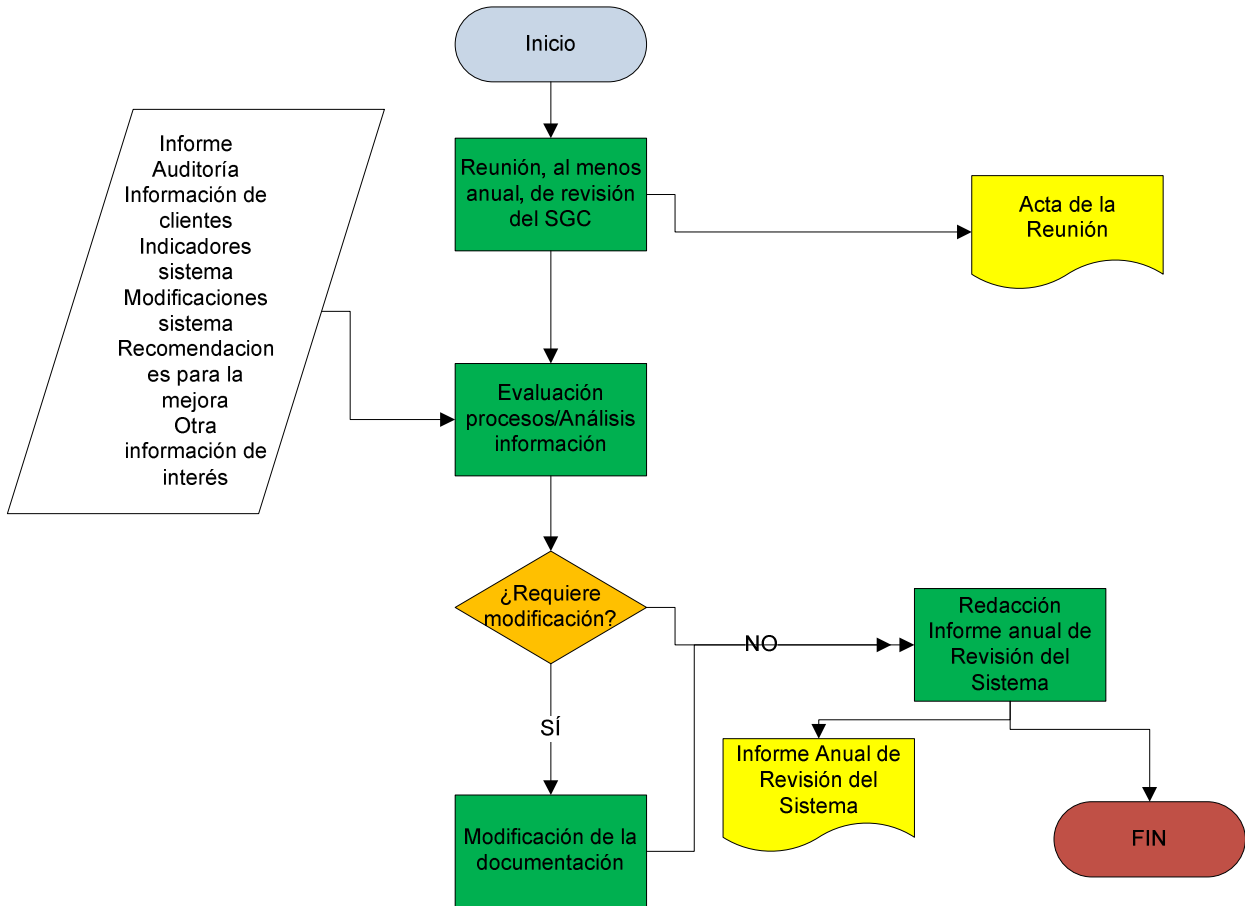 Inicio
Informe
Auditoría
Información de
clientes
Indicadores
sistema
Modificaciones
sistema
Recomendacion
es para la
mejora
Otra
información de
interés
Reunión, al menos
anual, de revisión
del SGC
Acta de la
Reunión
Evaluación
procesos/Análisis
información
¿Requiere
modificación?
NO
SÍ
Redacción
Informe anual de
Revisión del
Sistema
Informe Anual de
Revisión del
Sistema
Modificación de la
documentación
FIN